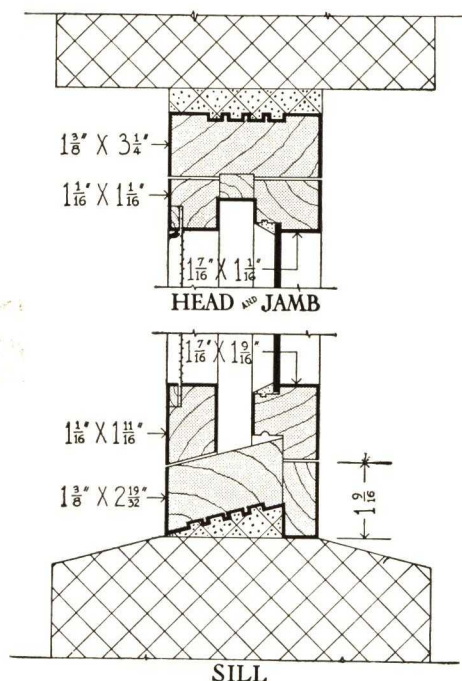 1 3/8" X 3 1/4"
1 1/16" X 1 1/16"
1 7/16" X 1 1/16"
HEAD AND JAMB
1 7/16" X 1 9/16"
1 1/16" X 1 11/16"
1 3/8" X 2 19/32"
1 9/16
SILL